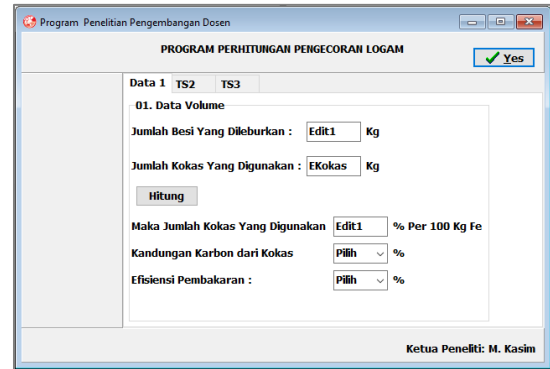 Program Penelitian Pengembangan Dosen
PROGRAM PERHITUNGAN PENGECORAN LOGAM
Yes
Data 1 TS2 TS3
01. Data Volume
Jumlah Besi Yang Dileburkan : Edit1 Kg
Jumlah Kokas Yang Digunakan : EKokas Kg
Hitung
Maka Jumlah Kokas Yang Digunakan Edit1 % Per 100 Kg Fe
Kandungan Karbon dari Kokas Pilih %
Efisiensi Pembakaran : Pilih %
Ketua Peneliti: M. Kasim